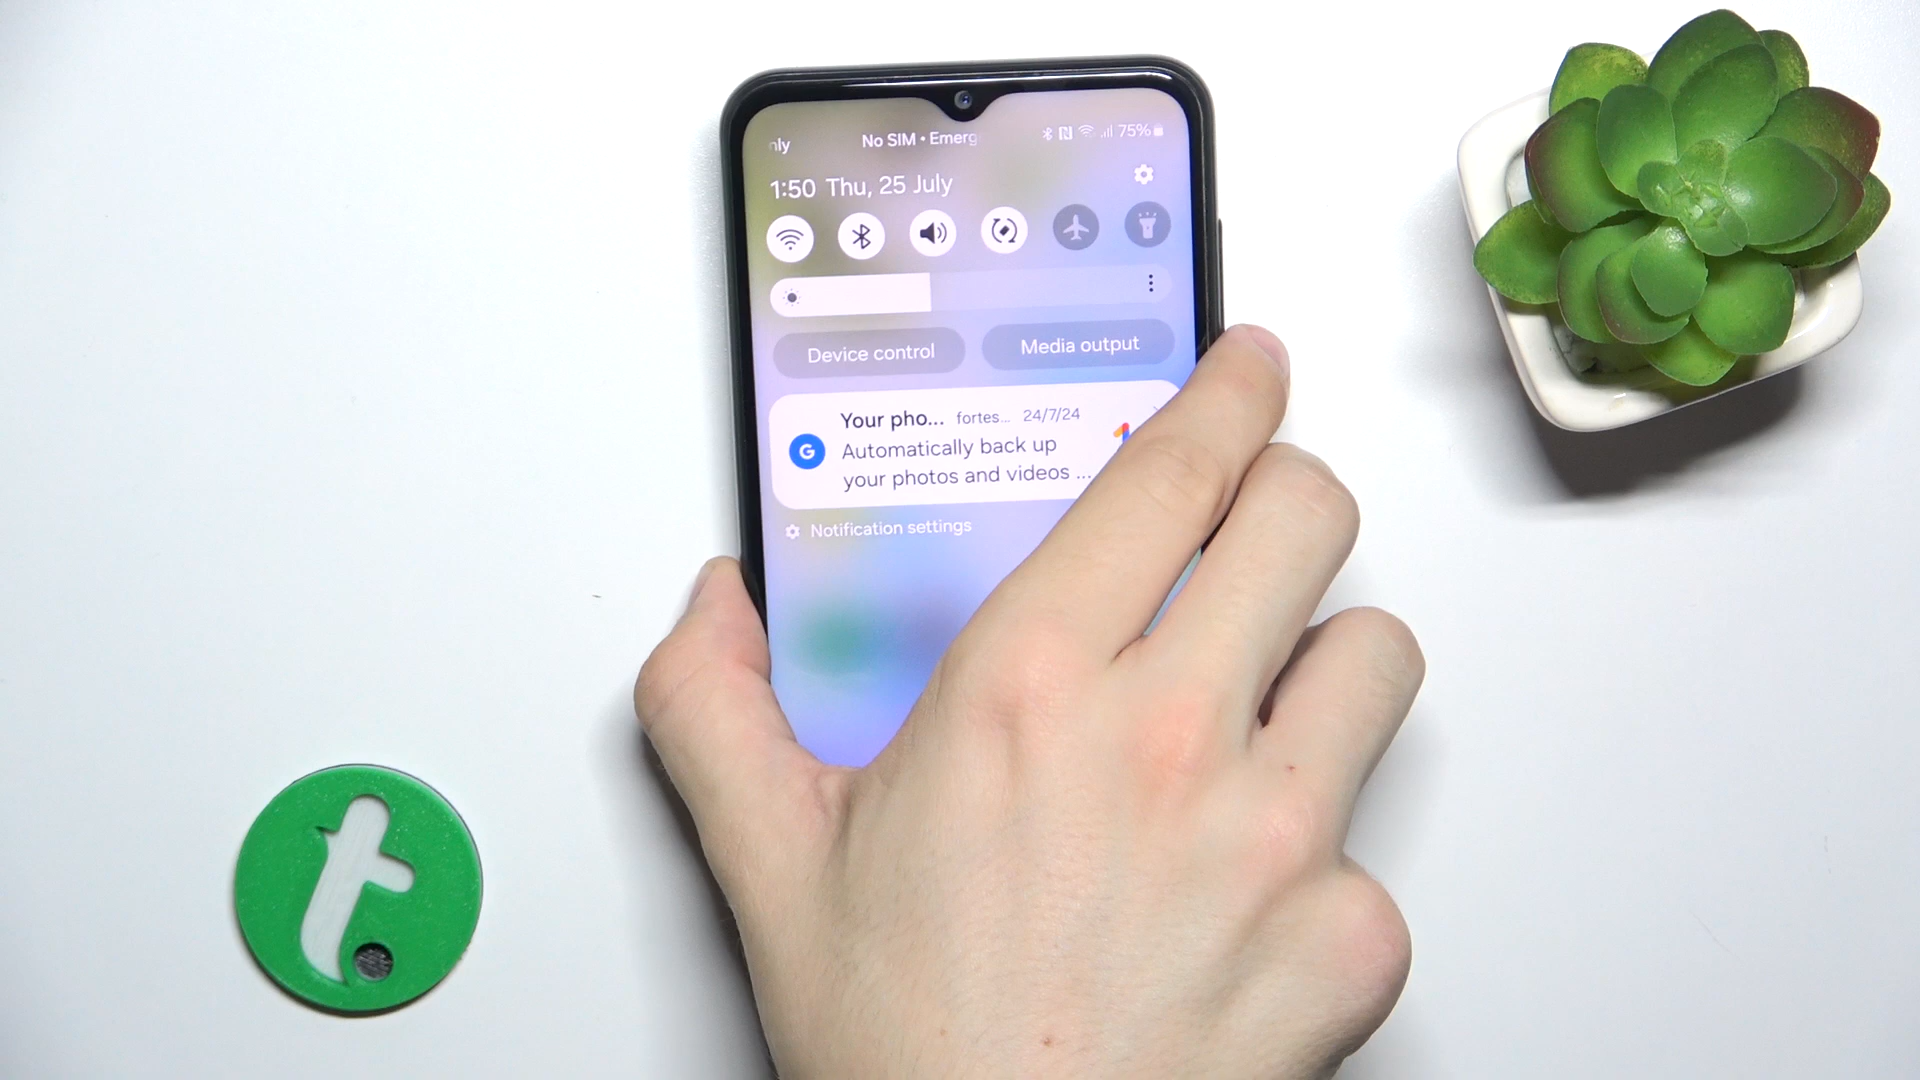 nly No SIM • Emerg 75%
1:50 Thu, 25 July
Device control Media output
Your pho... fortes... 24/7/24
Automatically back up
your photos and videos ...
Notification settings
G
t